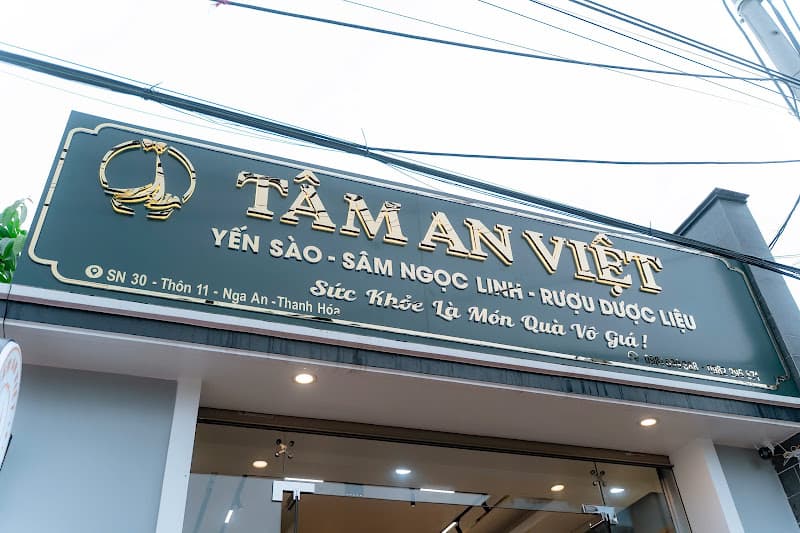 TÂM AN VIỆT
YẾN SÀO - SÂM NGỌC LINH - RƯỢU DƯỢC LIỆU
SN 30 - Thôn 11 - Nga An -Thanh Hóa
Sức Khỏe Là Món Quà Vô Giá !